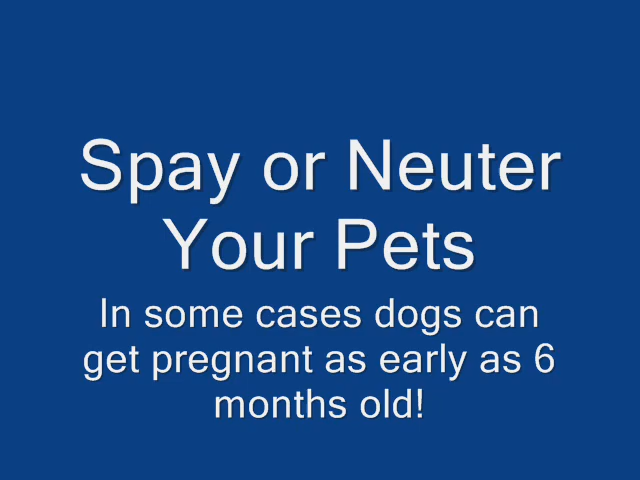 Spay or Neuter
Your Pets
In some cases dogs can
get pregnant as early as 6
months old!